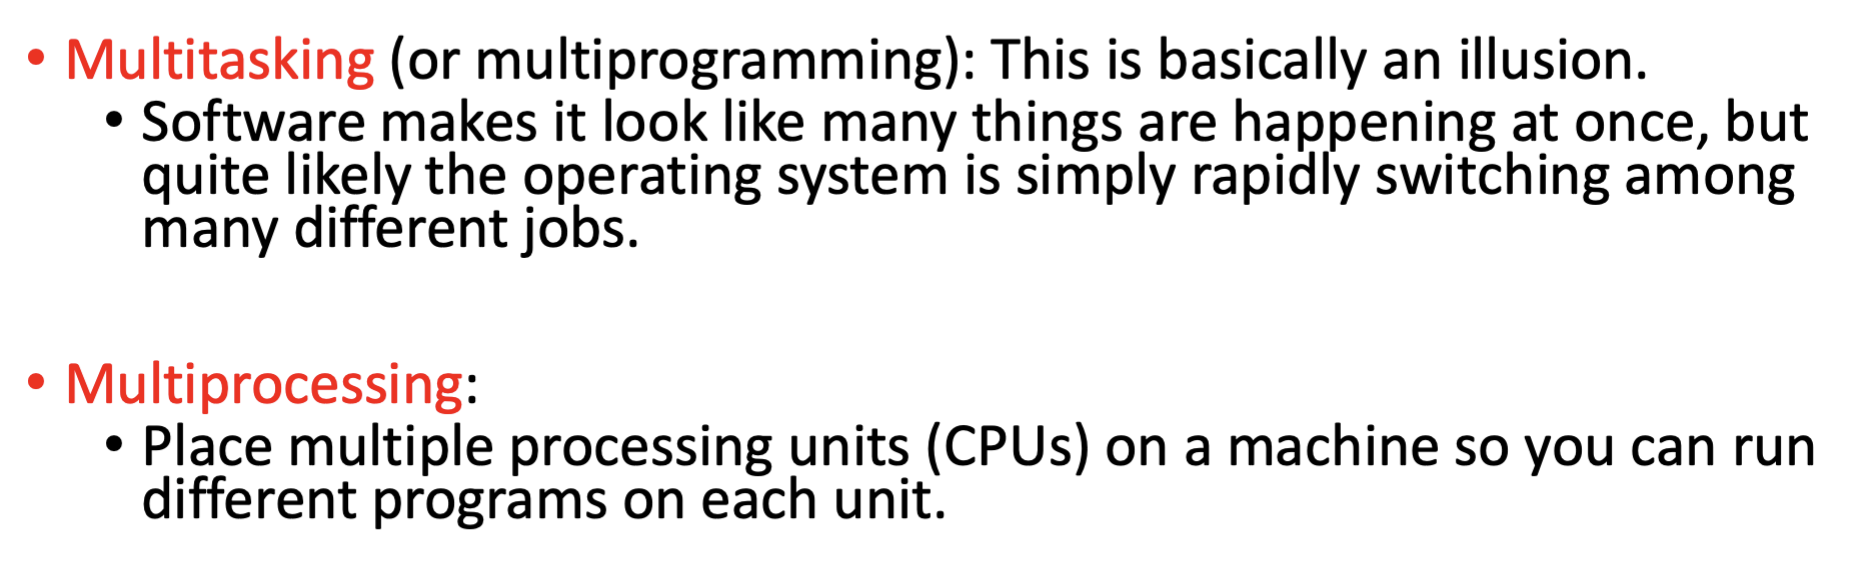 • Multitasking (or multiprogramming): This is basically an illusion.
• Software makes it look like many things are happening at once, but
quite likely the operating system is simply rapidly switching among
many different jobs.
• Multiprocessing:
• Place multiple processing units (CPUs) on a machine so you can run
different programs on each unit.